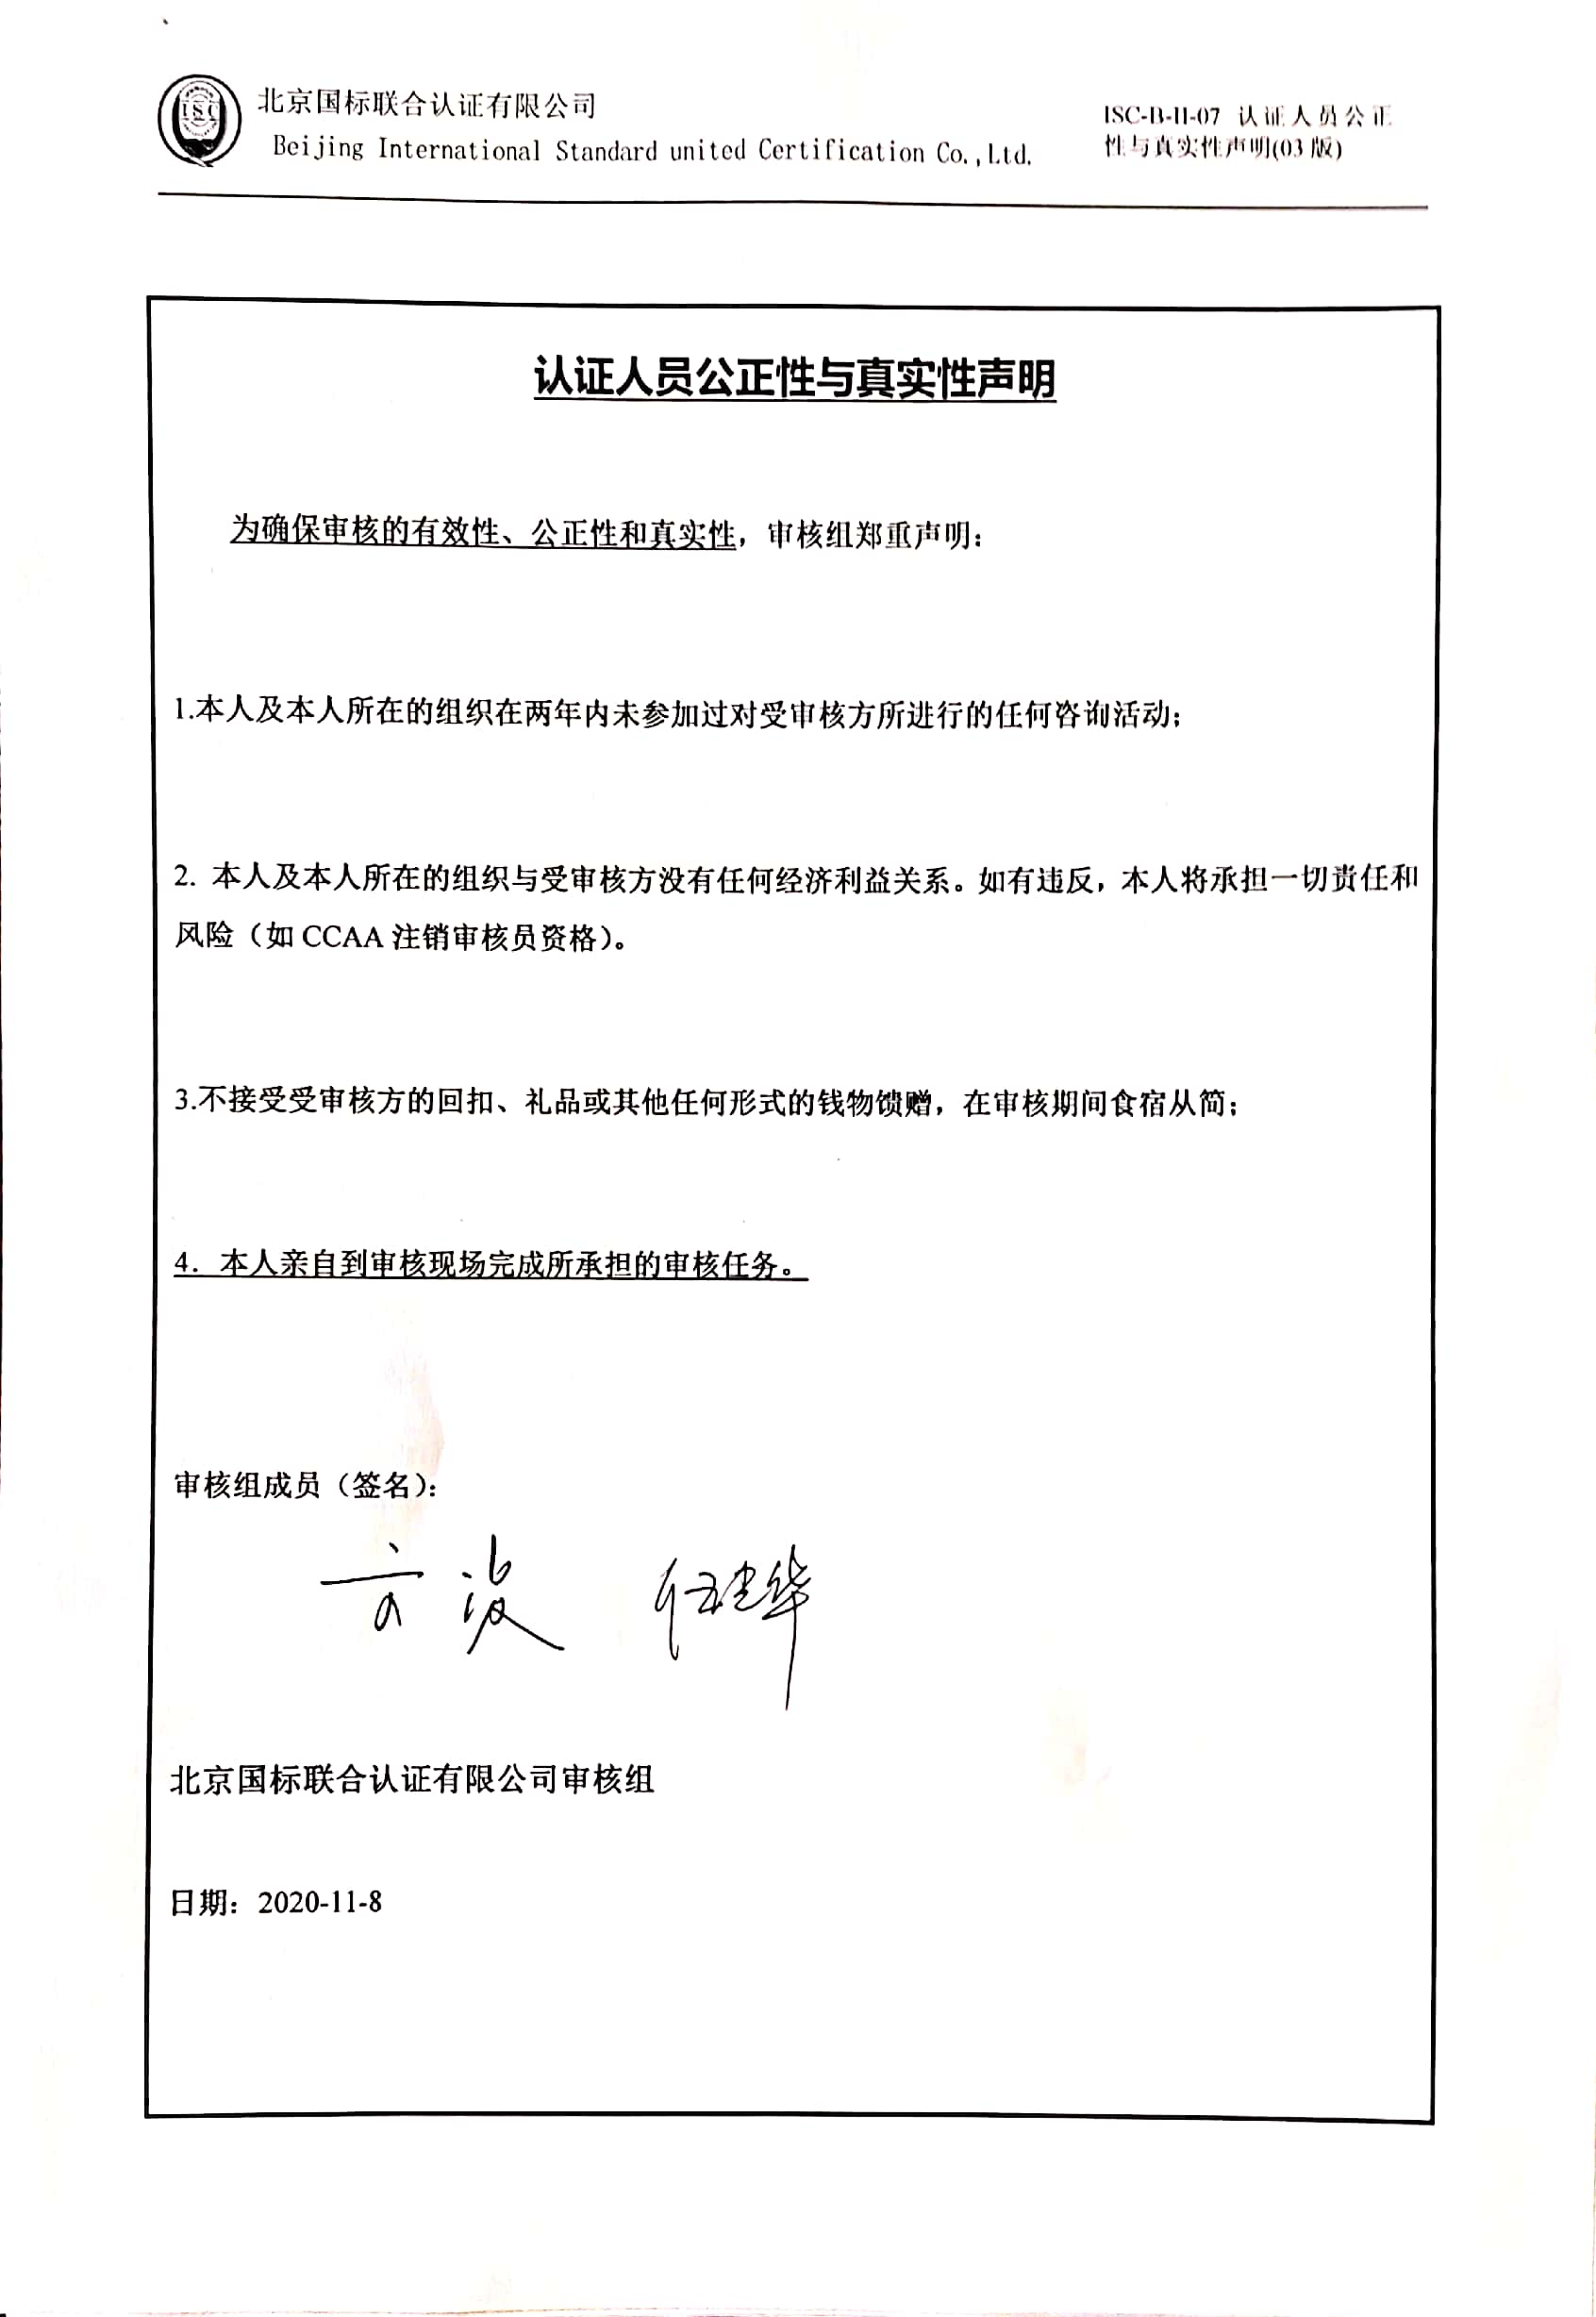 ISC
北京国标联合认证有限公司
Beijing International Standard united Certification Co.,Ltd.
ISC-B-II-07 认证人员公正
性与真实性声明(03 版)
认证人员公正性与真实性声明
为确保审核的有效性、公正性和真实性，审核组郑重声明：
1.本人及本人所在的组织在两年内未参加过对受审核方所进行的任何咨询活动；
2. 本人及本人所在的组织与受审核方没有任何经济利益关系。如有违反，本人将承担一切责任和
风险（如 CCAA 注销审核员资格）。
3.不接受受审核方的回扣、礼品或其他任何形式的钱物馈赠，在审核期间食宿从简；
4. 本人亲自到审核现场完成所承担的审核任务。
审核组成员（签名）：
伍建华
北京国标联合认证有限公司审核组
日期：2020-11-8